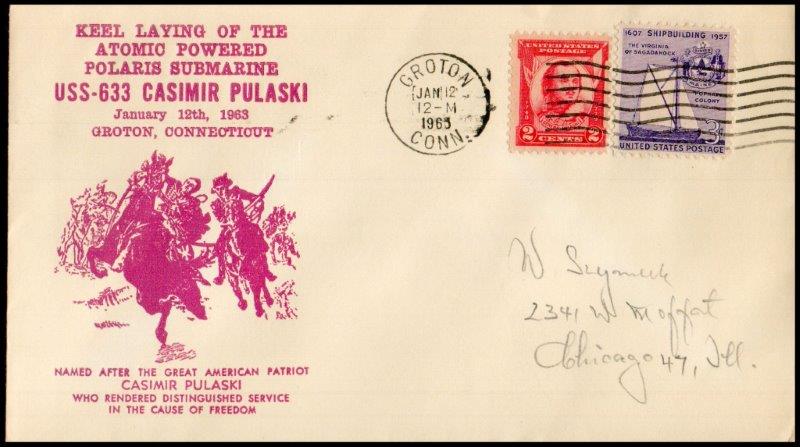 KEEL LAYING OF THE
ATOMIC POWERED
POLARIS SUBMARINE
USS-633 CASIMIR PULASKI
January 12th, 1963
GROTON, CONNECTICUT
NAMED AFTER THE GREAT AMERICAN PATRIOT
CASIMIR PULASKI
WHO RENDERED DISTINGUISHED SERVICE
IN THE CAUSE OF FREEDOM
GROTON
JAN 12
12-M
1963
CONN.
UNITED STATES POSTAGE
2 CENTS 2
1607 SHIPBUILDING 1957
THE VIRGINIA
OF SAGADAHOCK
POPHAM
COLONY
3¢
UNITED STATES POSTAGE
W.
2341 W Moffat
Chicago 47, Ill.